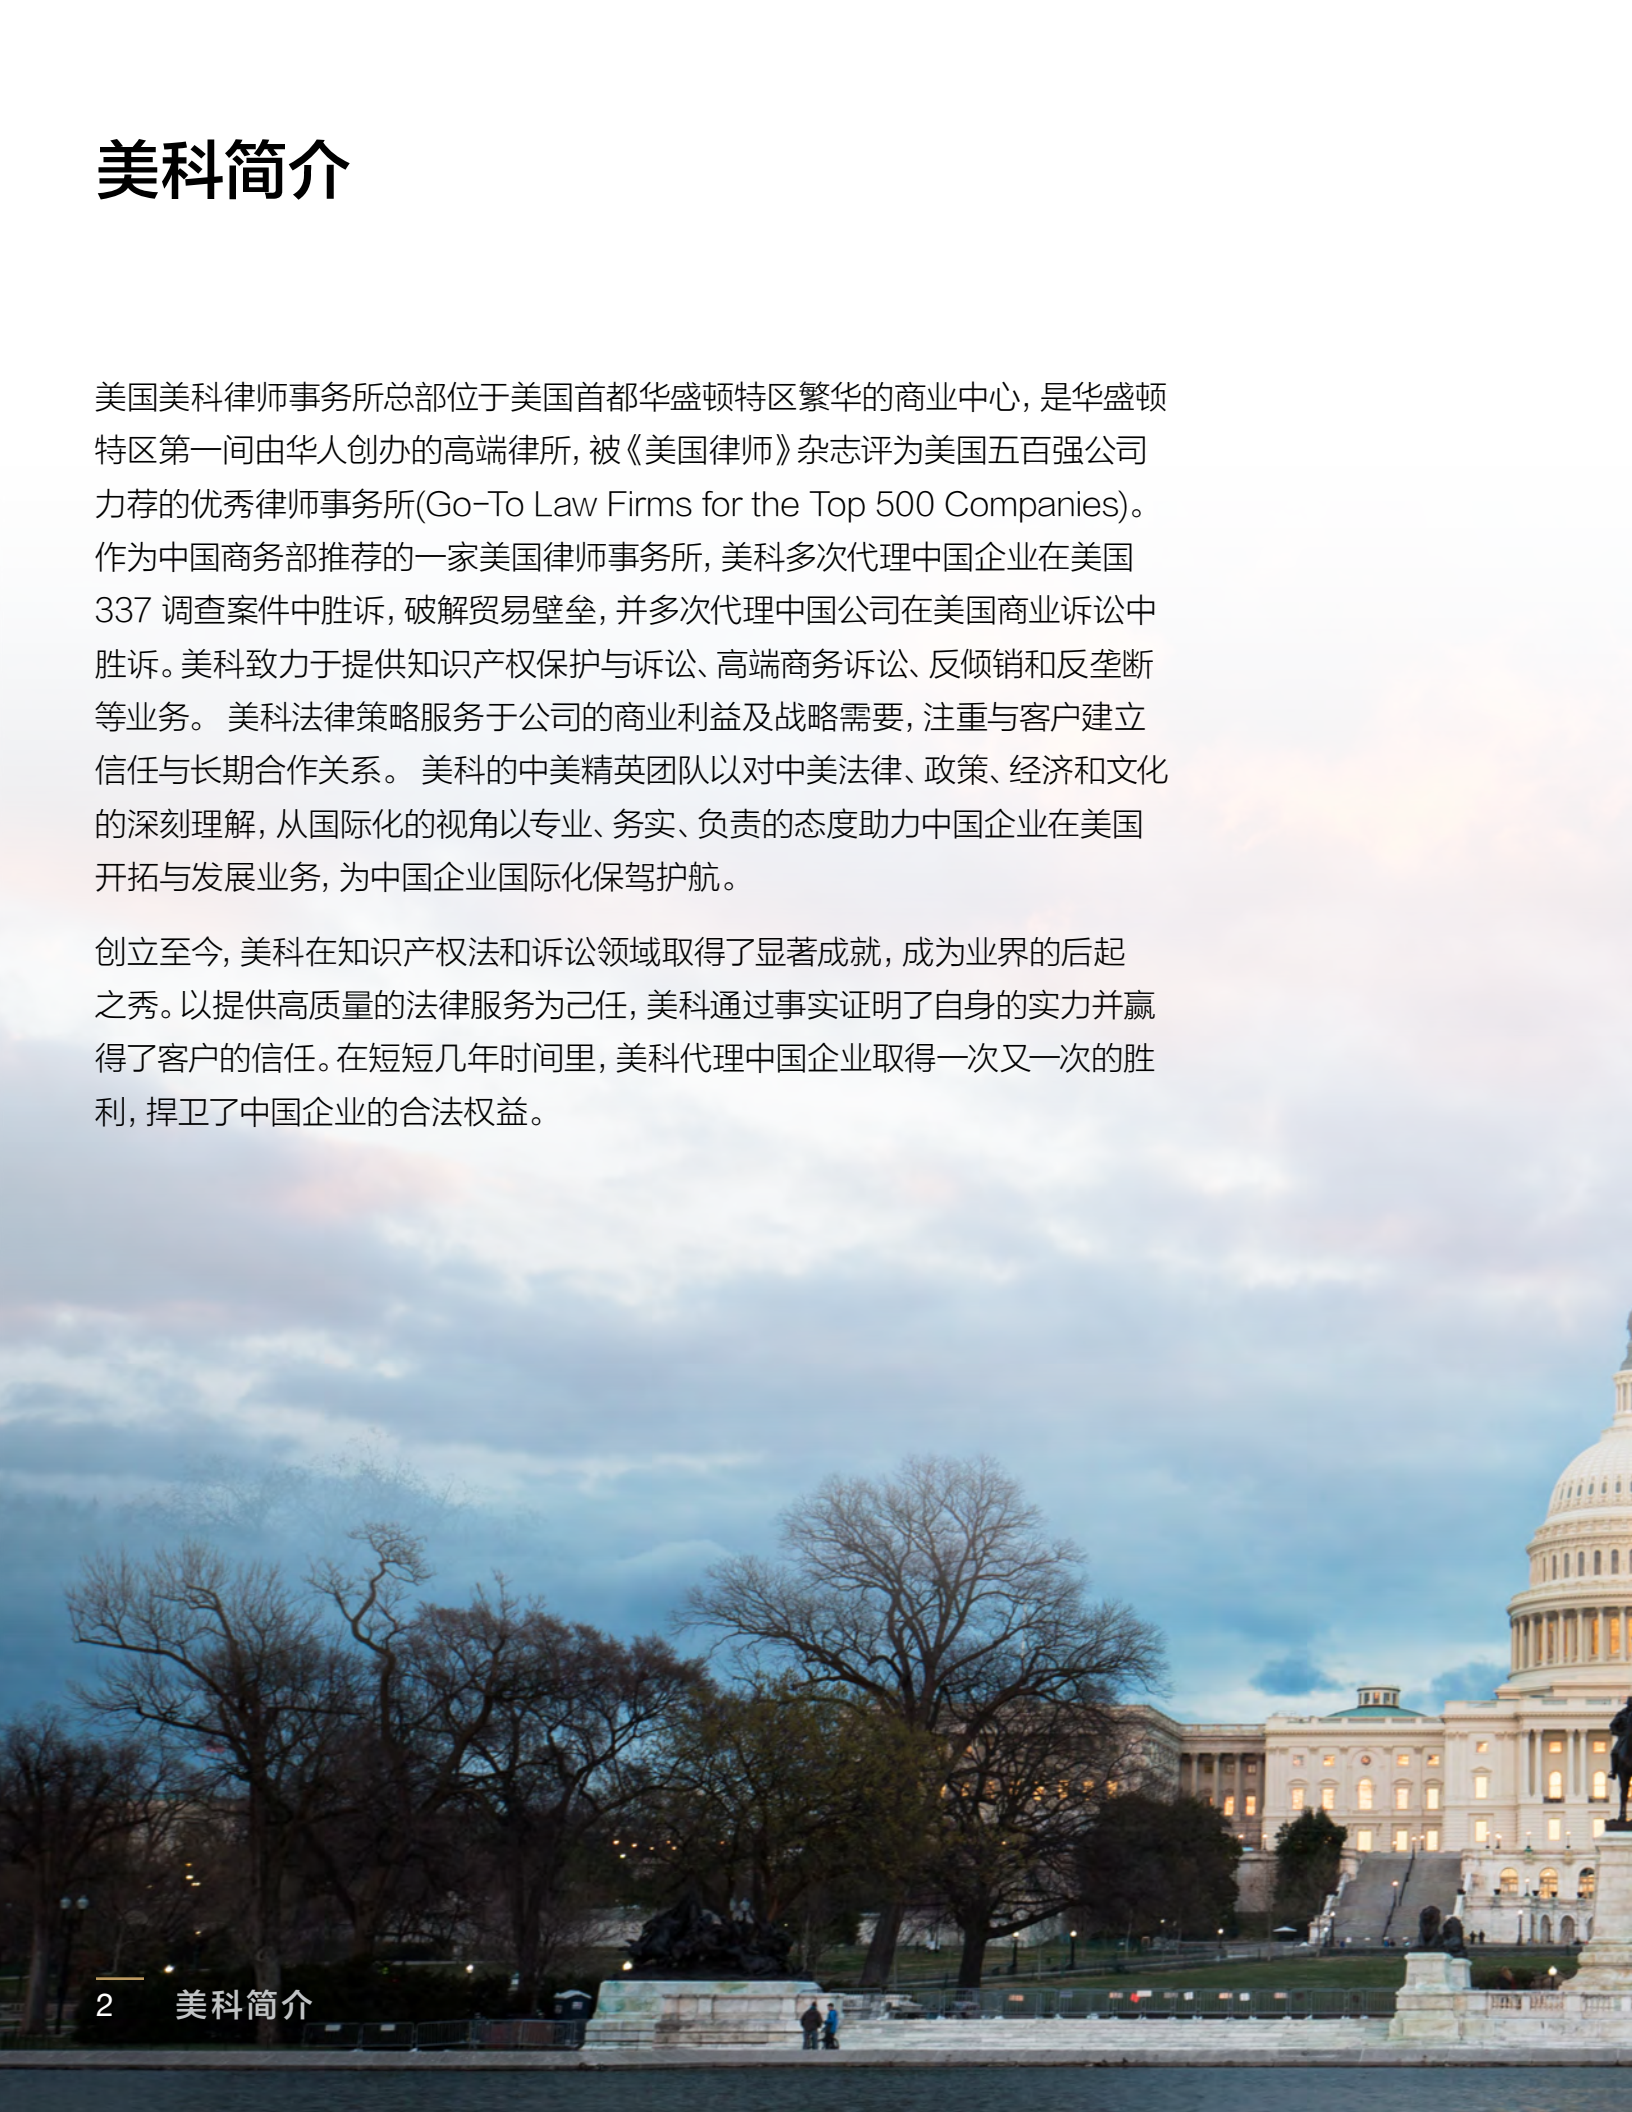 美科简介
美国美科律师事务所总部位于美国首都华盛顿特区繁华的商业中心, 是华盛顿
特区第一间由华人创办的高端律所, 被《美国律师》杂志评为美国五百强公司
力荐的优秀律师事务所(Go-To Law Firms for the Top 500 Companies)。
作为中国商务部推荐的一家美国律师事务所, 美科多次代理中国企业在美国
337 调查案件中胜诉, 破解贸易壁垒, 并多次代理中国公司在美国商业诉讼中
胜诉。美科致力于提供知识产权保护与诉讼、高端商务诉讼、反倾销和反垄断
等业务。 美科法律策略服务于公司的商业利益及战略需要, 注重与客户建立
信任与长期合作关系。 美科的中美精英团队以对中美法律、政策、经济和文化
的深刻理解, 从国际化的视角以专业、务实、负责的态度助力中国企业在美国
开拓与发展业务, 为中国企业国际化保驾护航。
创立至今, 美科在知识产权法和诉讼领域取得了显著成就, 成为业界的后起
之秀。以提供高质量的法律服务为己任, 美科通过事实证明了自身的实力并赢
得了客户的信任。在短短几年时间里, 美科代理中国企业取得一次又一次的胜
利, 捍卫了中国企业的合法权益。
2 美科简介